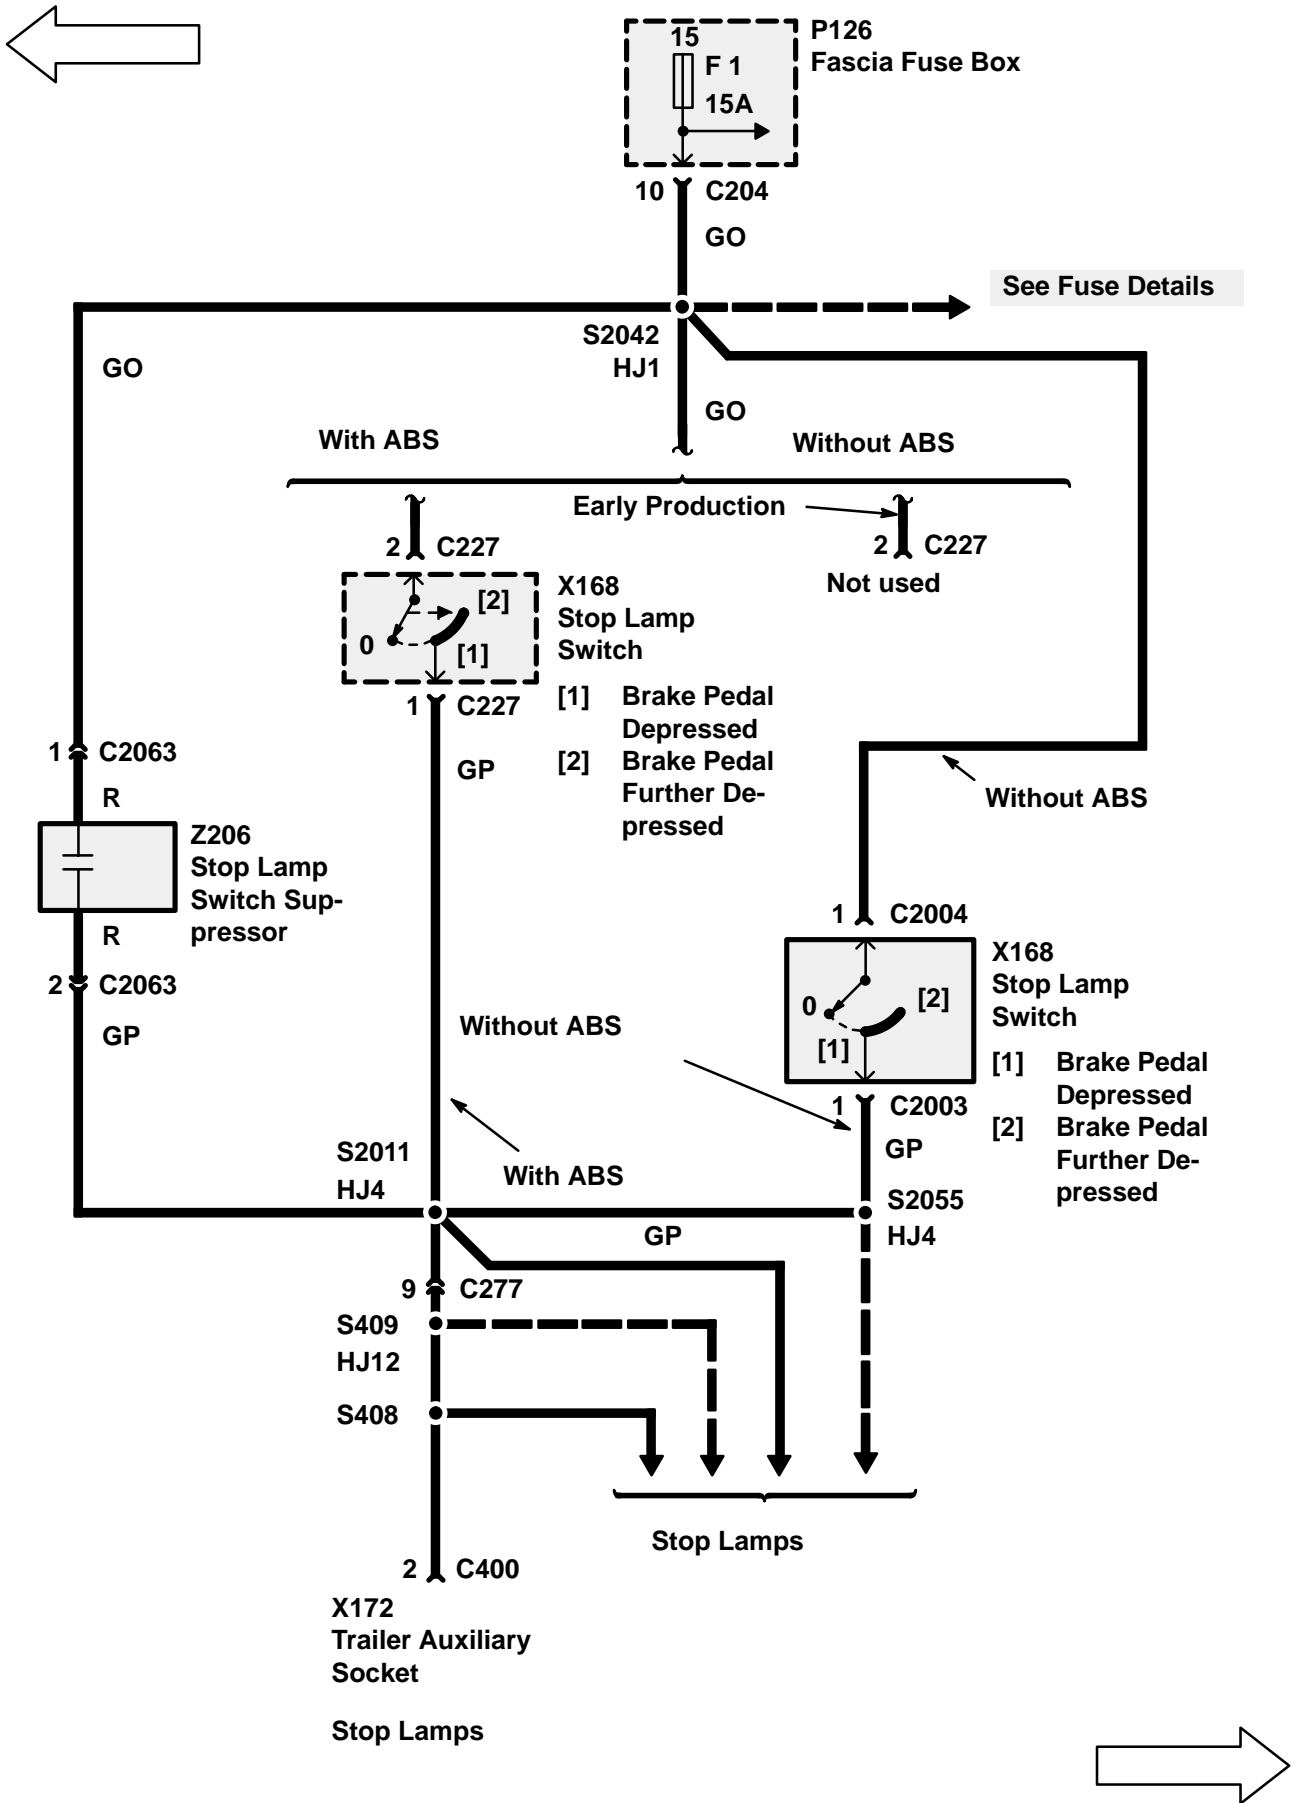 15
F 1
15A
P126
Fascia Fuse Box
10
C204
GO
See Fuse Details
S2042
HJ1
GO
GO
With ABS
Without ABS
Early Production
2
C227
2
C227
Not used
[2]
0
[1]
X168
Stop Lamp
Switch
1
C227
[1] Brake Pedal
Depressed
[2] Brake Pedal
Further De-
pressed
GP
1
C2063
R
Z206
Stop Lamp
Switch Sup-
pressor
R
2
C2063
GP
Without ABS
1
C2004
[2]
0
[1]
X168
Stop Lamp
Switch
[1] Brake Pedal
Depressed
[2] Brake Pedal
Further De-
pressed
1
C2003
GP
Without ABS
With ABS
S2011
HJ4
S2055
HJ4
GP
9
C277
S409
HJ12
S408
Stop Lamps
2
C400
X172
Trailer Auxiliary
Socket
Stop Lamps